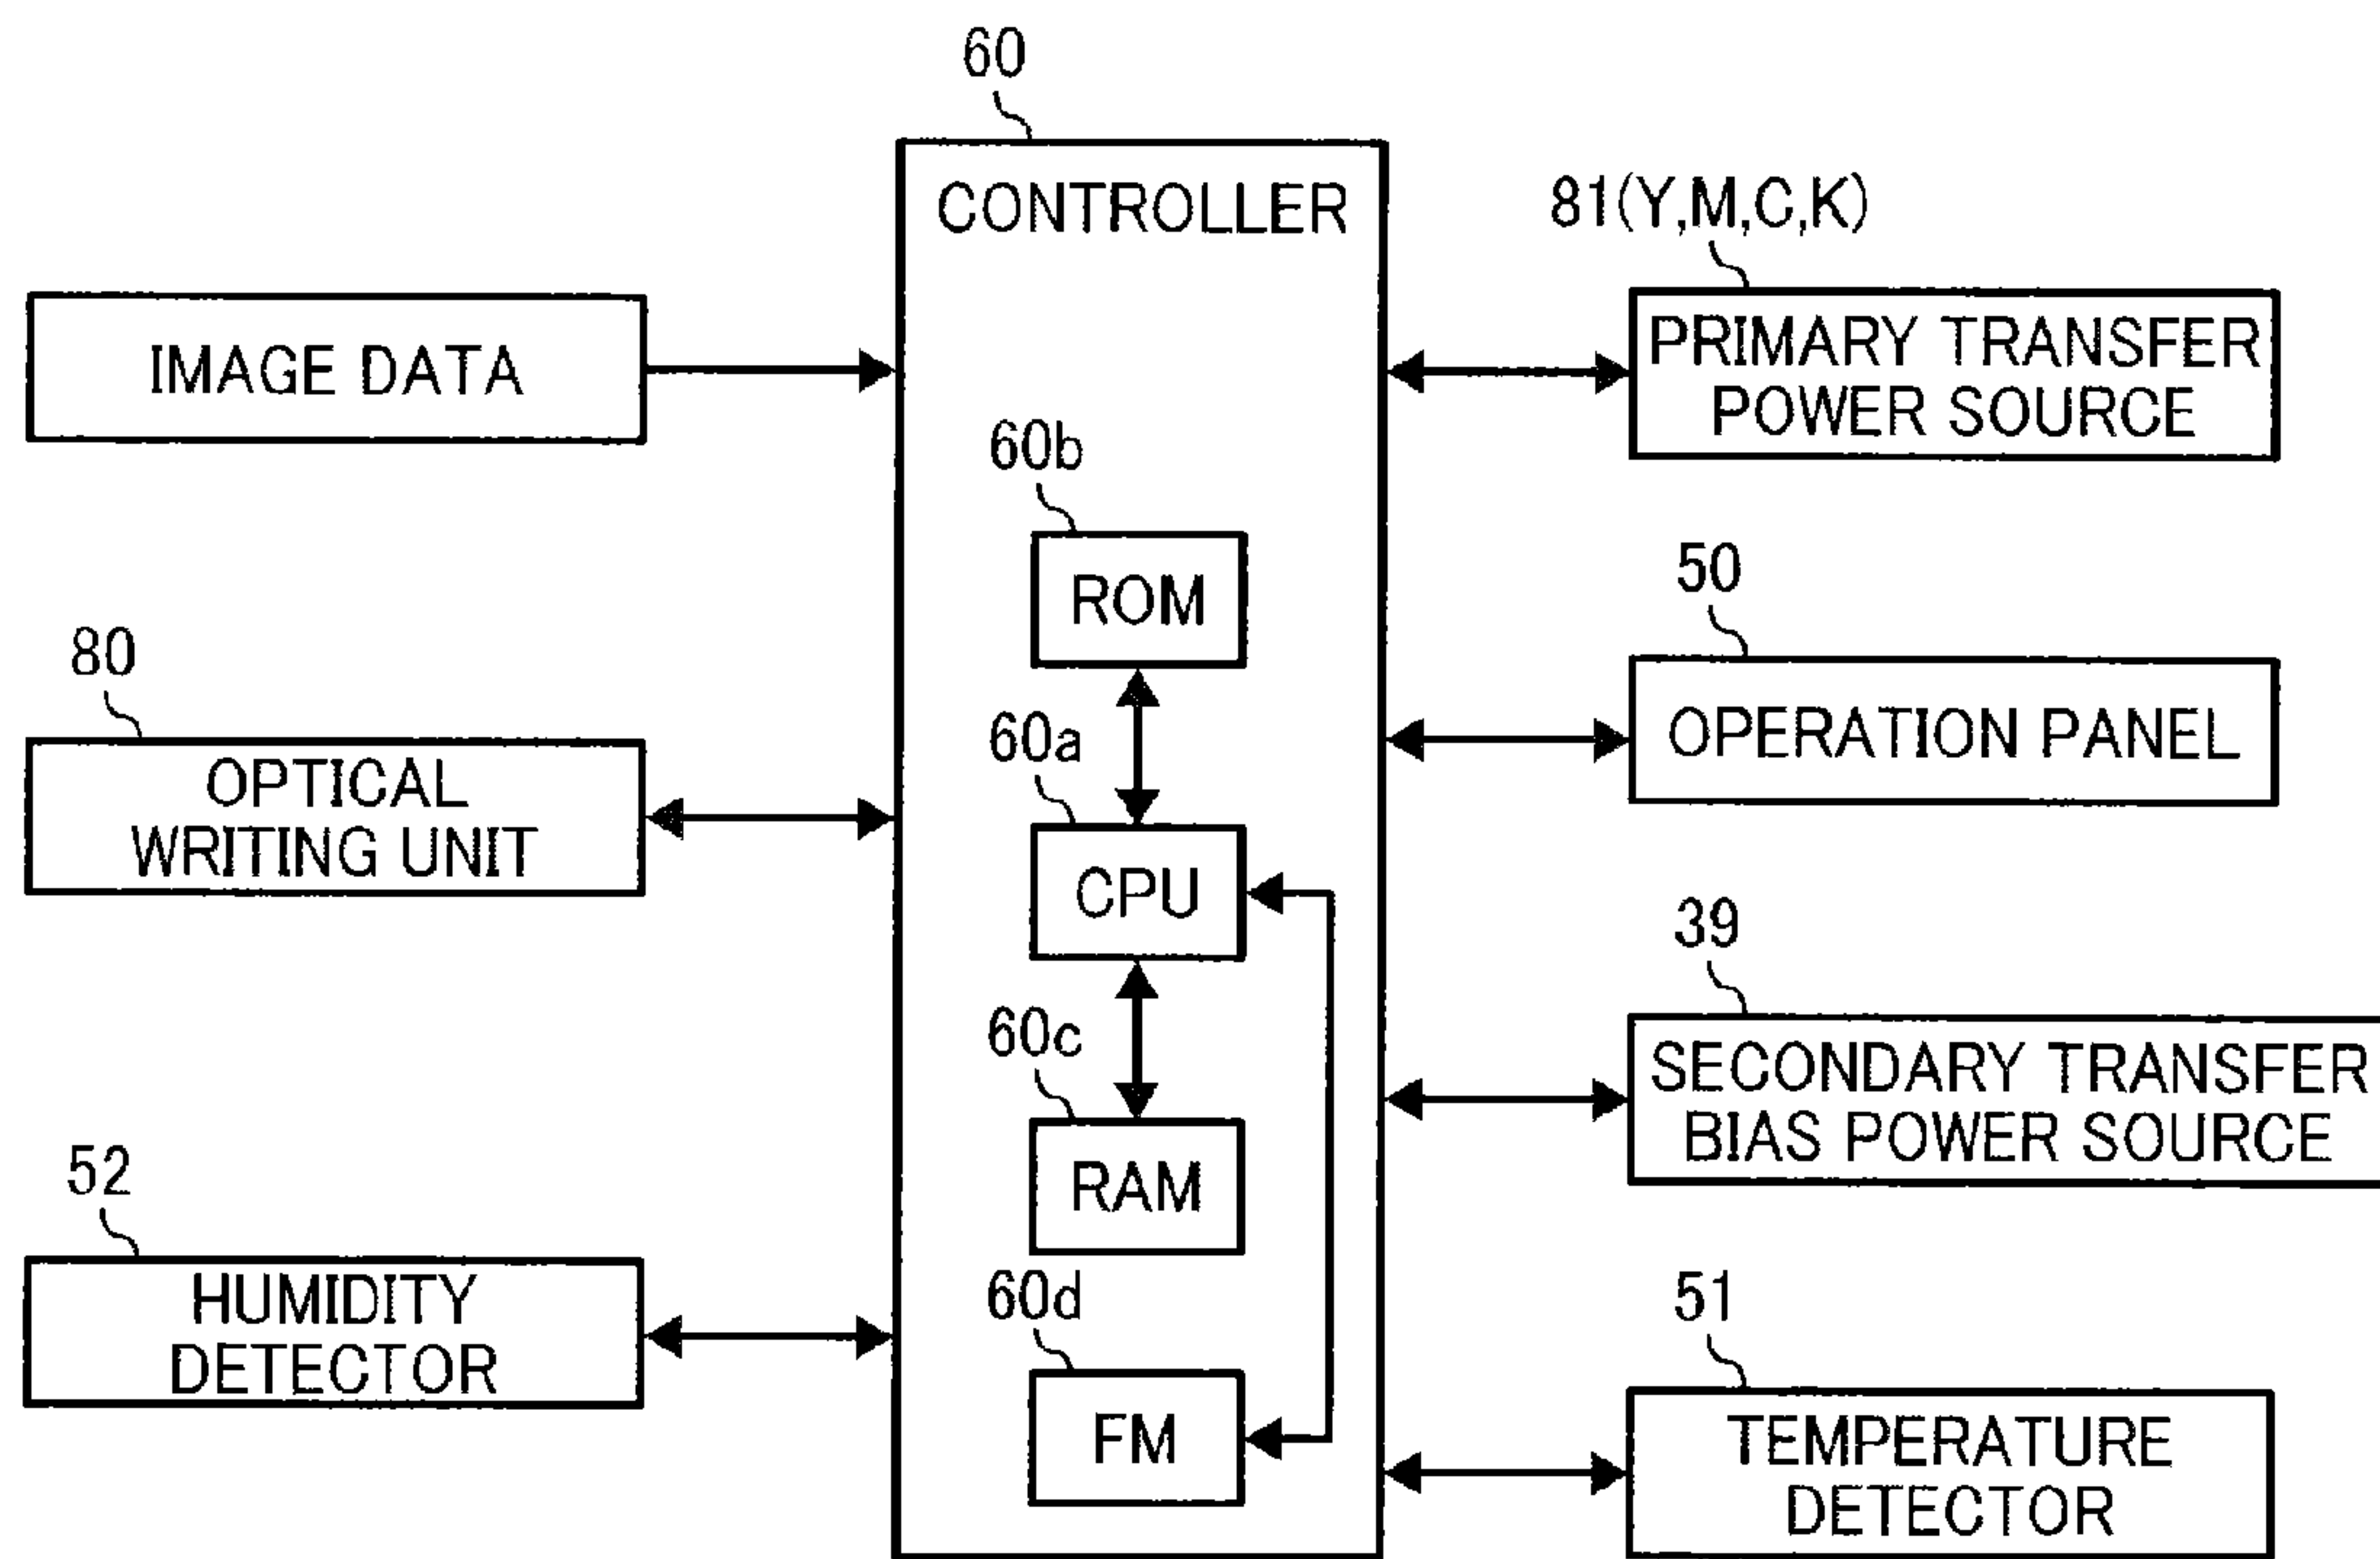 60
CONTROLLER
IMAGE DATA
81(Y,M,C,K)
PRIMARY TRANSFER
POWER SOURCE
60b
ROM
50
OPERATION PANEL
80
OPTICAL
WRITING UNIT
60a
CPU
39
SECONDARY TRANSFER
BIAS POWER SOURCE
60c
RAM
52
HUMIDITY
DETECTOR
60d
FM
51
TEMPERATURE
DETECTOR